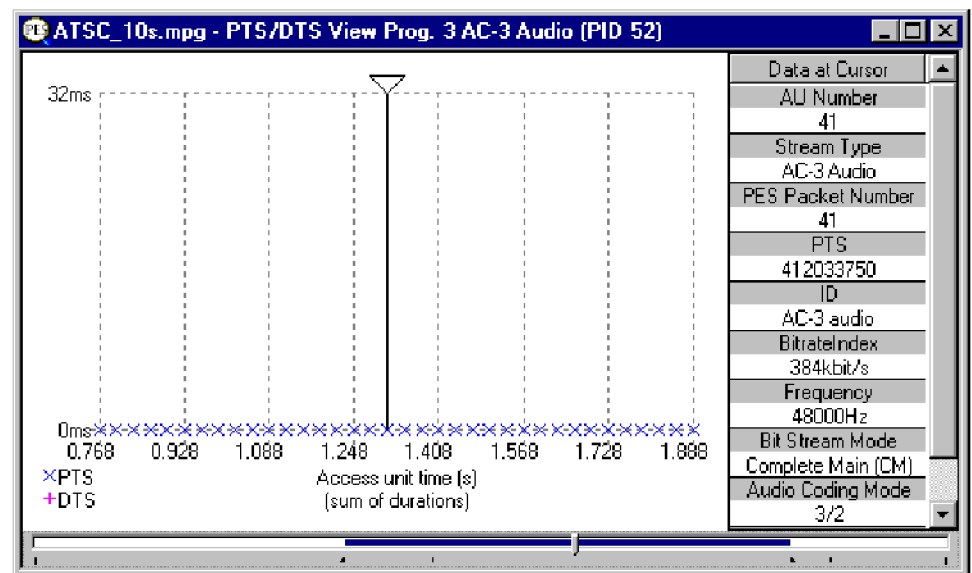 PES ATSC_10s.mpg - PTS/DTS View Prog. 3 AC-3 Audio (PID 52)
32ms
0ms
0.768 0.928 1.088 1.248 1.408 1.568 1.728 1.888
×PTS
+DTS
Access unit time (s)
(sum of durations)
Data at Cursor
AU Number
41
Stream Type
AC-3 Audio
PES Packet Number
41
PTS
412033750
ID
AC-3 audio
BitrateIndex
384kbit/s
Frequency
48000Hz
Bit Stream Mode
Complete Main (CM)
Audio Coding Mode
3/2